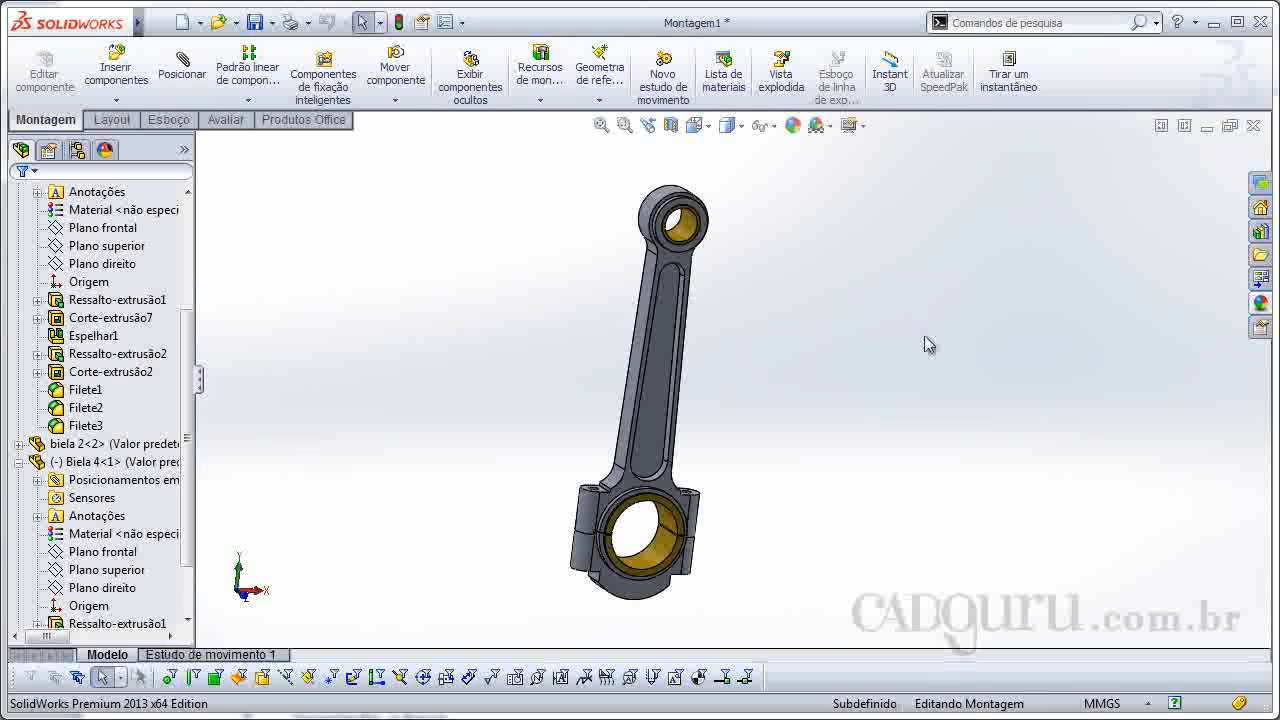 SOLIDWORKS
Montagem1 *
Comandos de pesquisa
Editar componente
Inserir componentes
Posicionar
Padrão linear de compon...
Componentes de fixação inteligentes
Mover componente
Exibir componentes ocultos
Recursos de mon...
Geometria de refe...
Novo estudo de movimento
Lista de materiais
Vista explodida
Esboço de linha de exp...
Instant 3D
Atualizar SpeedPak
Tirar um instantâneo
Montagem
Layout
Esboço
Avaliar
Produtos Office
Anotações
Material <não especi
Plano frontal
Plano superior
Plano direito
Origem
Ressalto-extrusão1
Corte-extrusão7
Espelhar1
Ressalto-extrusão2
Corte-extrusão2
Filete1
Filete2
Filete3
biela 2<2> (Valor predete
(-) Biela 4<1> (Valor pred
Posicionamentos em
Sensores
Anotações
Material <não especi
Plano frontal
Plano superior
Plano direito
Origem
Ressalto-extrusão1
Y
X
Z
CADguru.com.br
Modelo
Estudo de movimento 1
SolidWorks Premium 2013 x64 Edition
Subdefinido
Editando Montagem
MMGS